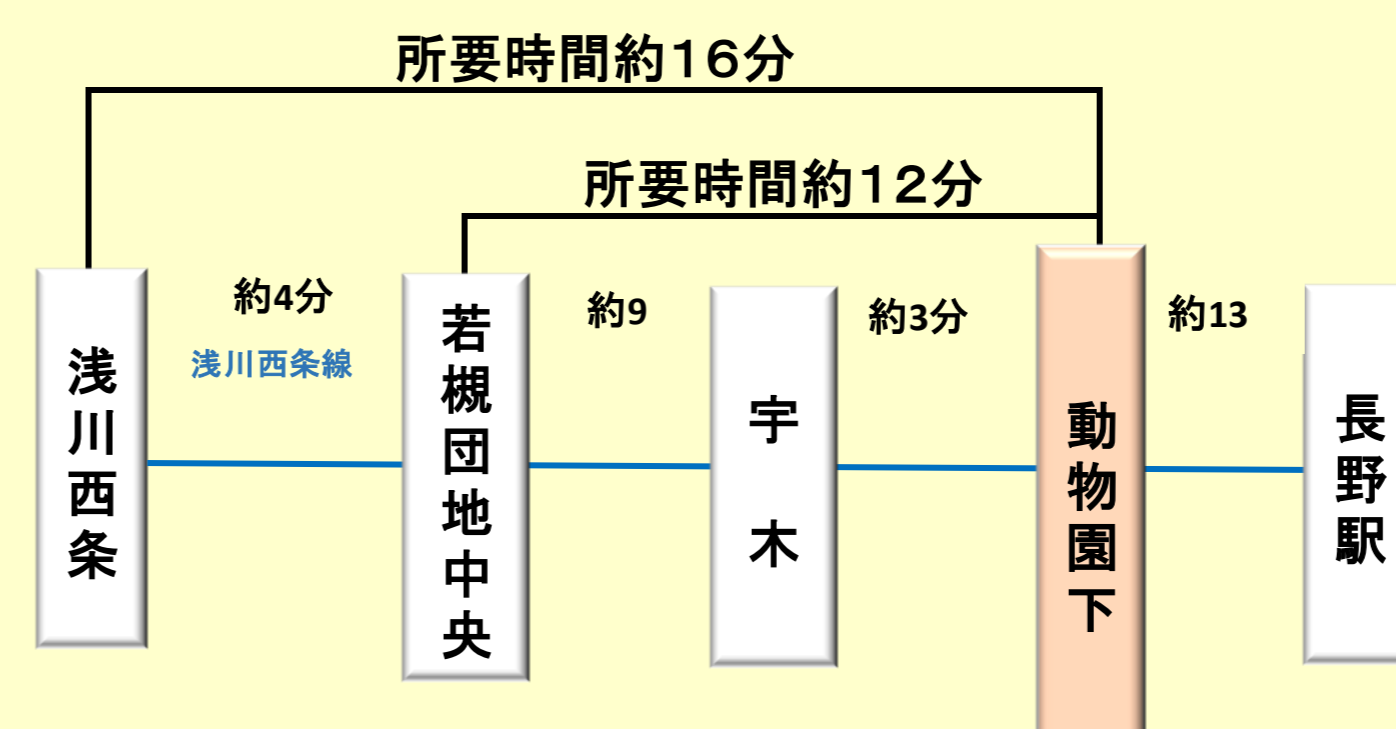 所要時間約16分
所要時間約12分
約4分
約9
約3分
約13
浅川西条線
浅川西条
若槻団地中央
宇木
動物園下
長野駅